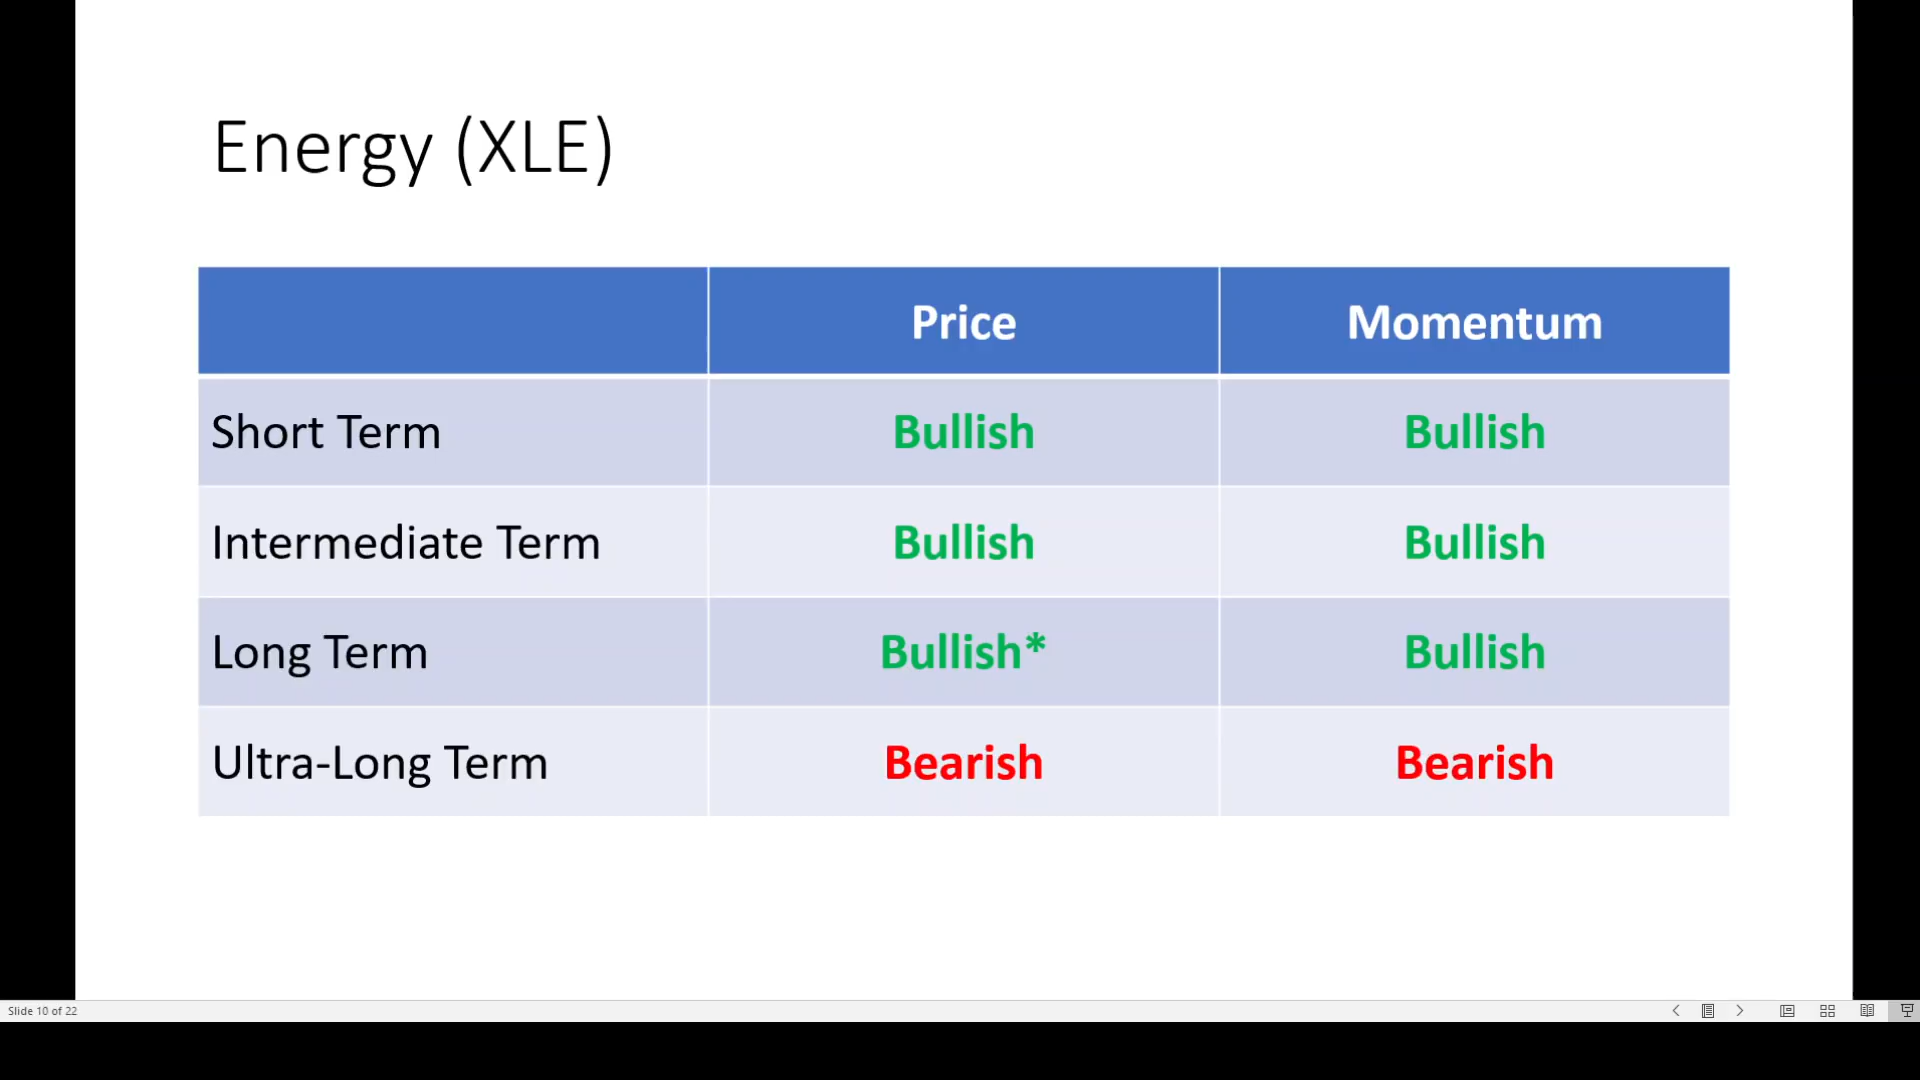 Energy (XLE)
Price Momentum
Short Term Bullish Bullish
Intermediate Term Bullish Bullish
Long Term Bullish* Bullish
Ultra-Long Term Bearish Bearish
Slide 10 of 22